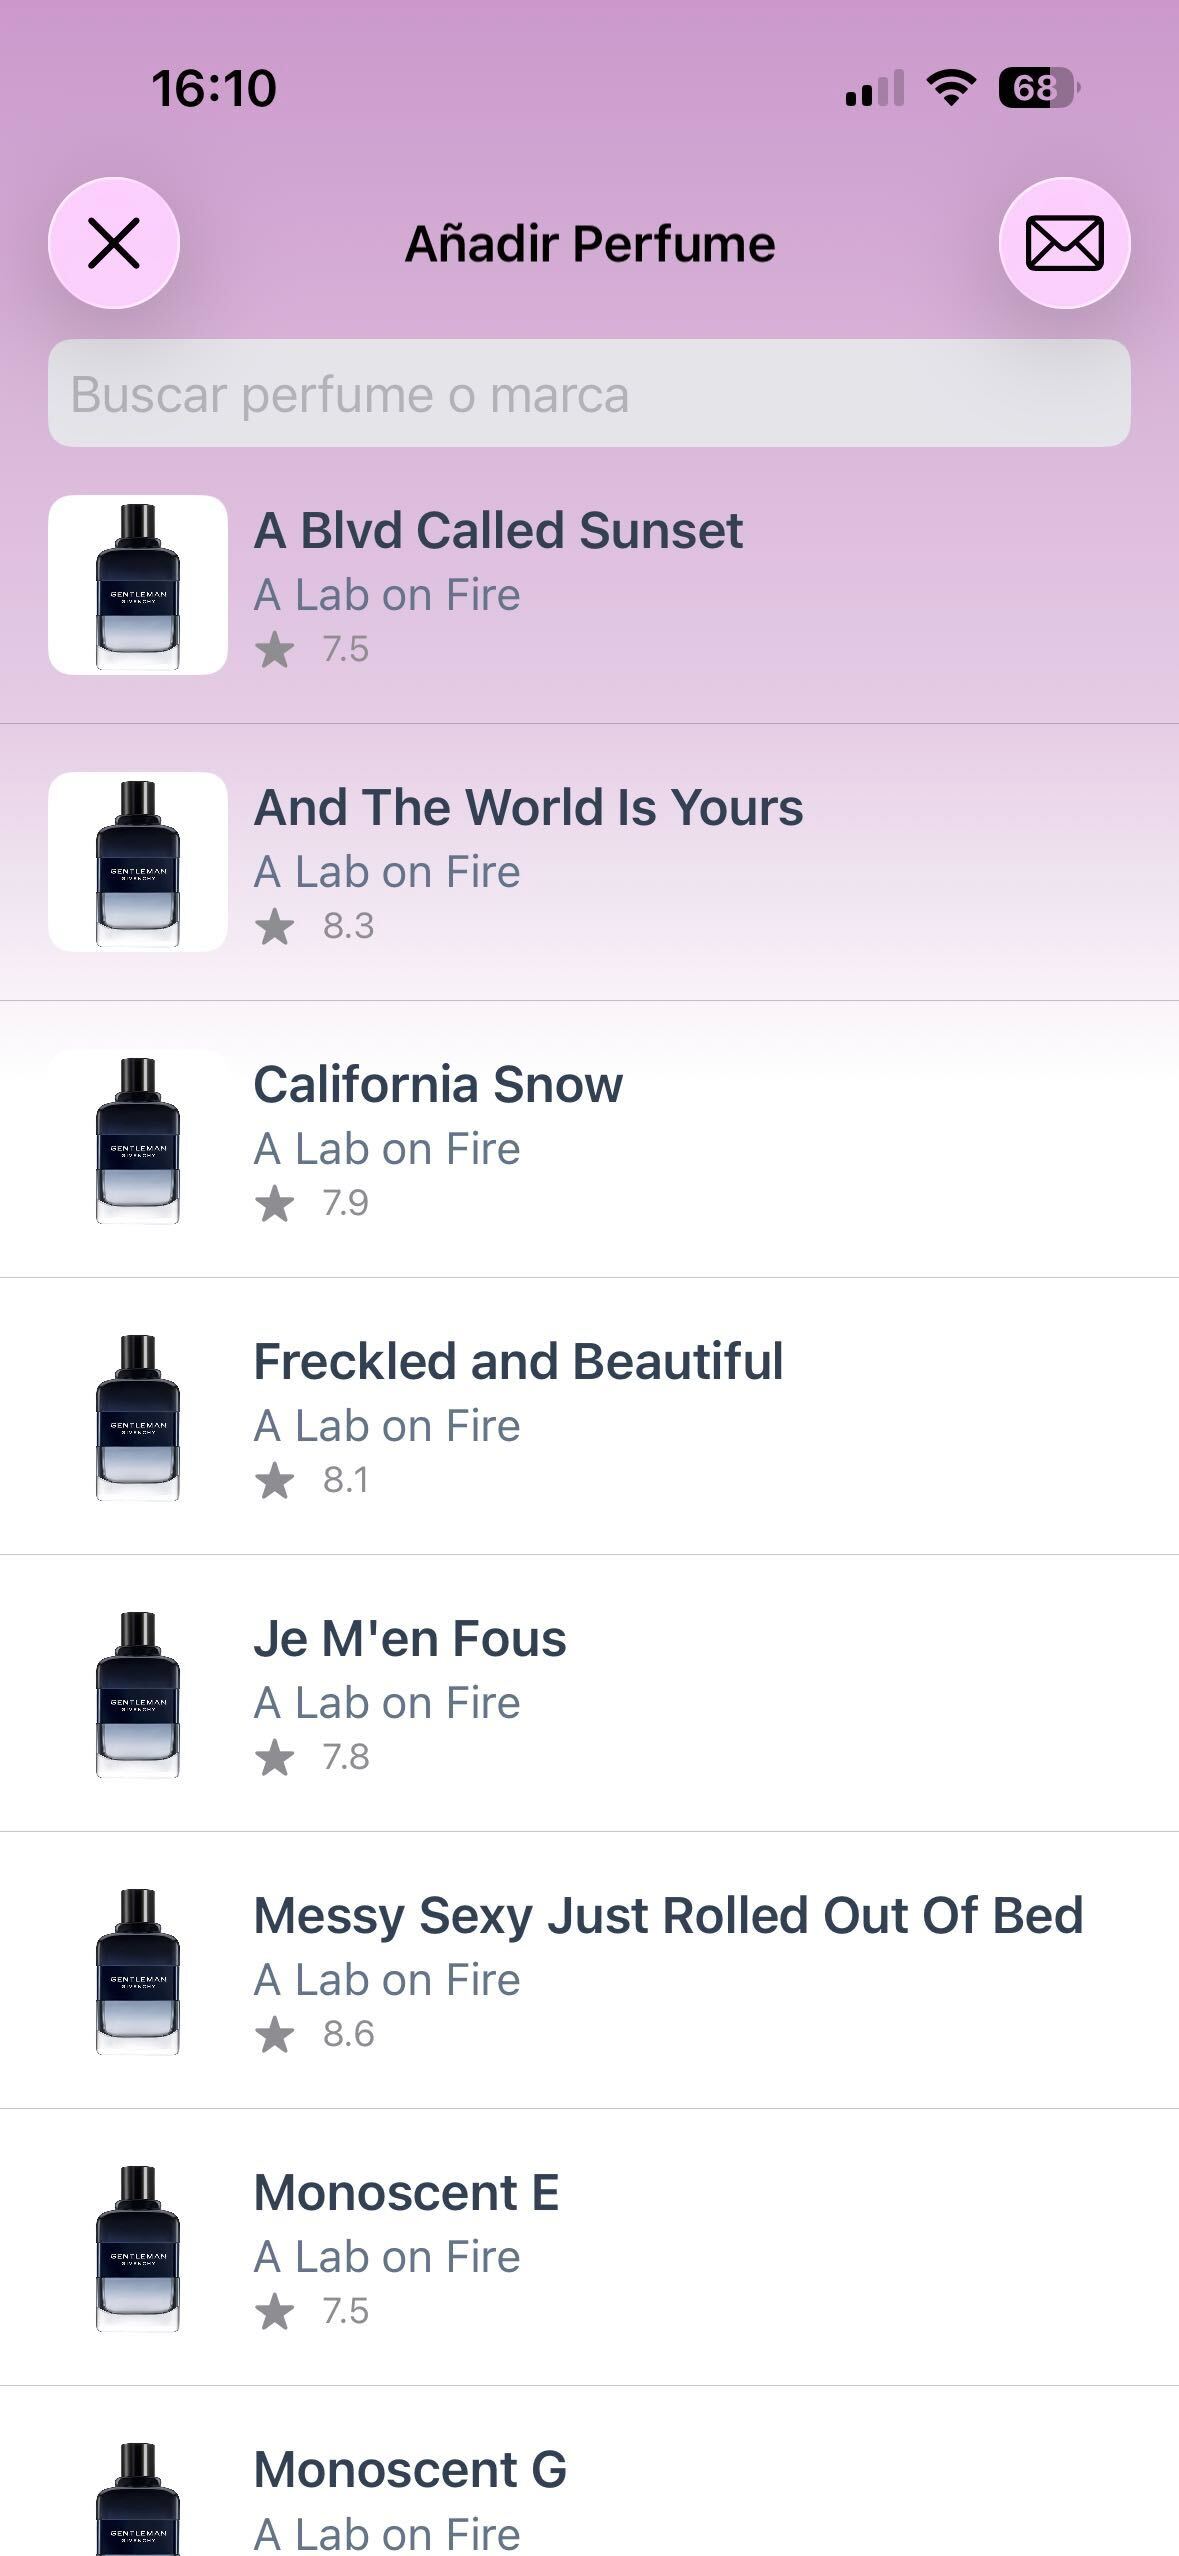 16:10
68
Añadir Perfume
Buscar perfume o marca
GENTLEMAN
GIVENCHY
A Blvd Called Sunset
A Lab on Fire
7.5
GENTLEMAN
GIVENCHY
And The World Is Yours
A Lab on Fire
8.3
GENTLEMAN
GIVENCHY
California Snow
A Lab on Fire
7.9
GENTLEMAN
GIVENCHY
Freckled and Beautiful
A Lab on Fire
8.1
GENTLEMAN
GIVENCHY
Je M'en Fous
A Lab on Fire
7.8
GENTLEMAN
GIVENCHY
Messy Sexy Just Rolled Out Of Bed
A Lab on Fire
8.6
GENTLEMAN
GIVENCHY
Monoscent E
A Lab on Fire
7.5
GENTLEMAN
GIVENCHY
Monoscent G
A Lab on Fire